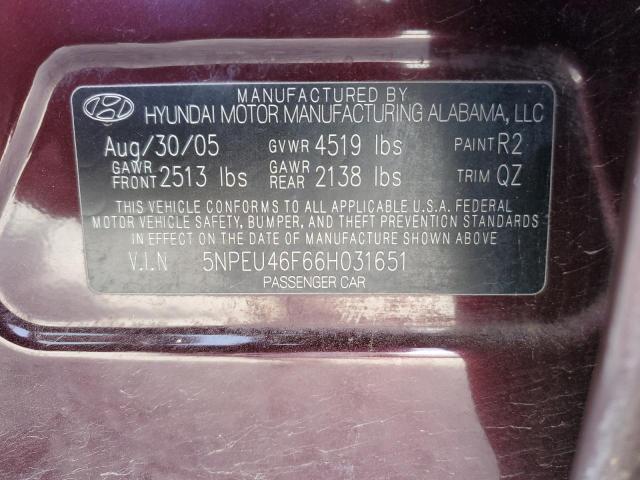 MANUFACTURED BY
HYUNDAI MOTOR MANUFACTURING ALABAMA, LLC
Aug/30/05 GVWR 4519 lbs PAINT R2
GAWR FRONT 2513 lbs GAWR REAR 2138 lbs TRIM QZ
THIS VEHICLE CONFORMS TO ALL APPLICABLE U.S.A. FEDERAL
MOTOR VEHICLE SAFETY, BUMPER, AND THEFT PREVENTION STANDARDS
IN EFFECT ON THE DATE OF MANUFACTURE SHOWN ABOVE.
V.I.N 5NPEU46F66H031651
PASSENGER CAR